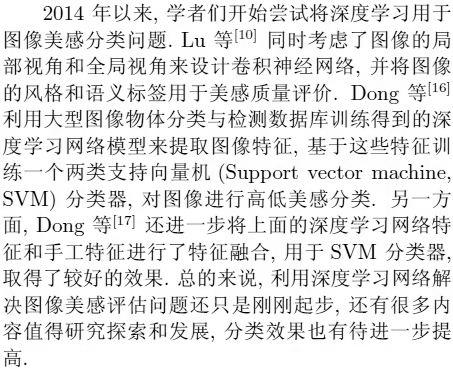 2014 年以来, 学者们开始尝试将深度学习用于
图像美感分类问题. Lu 等[10] 同时考虑了图像的局
部视角和全局视角来设计卷积神经网络, 并将图像
的风格和语义标签用于美感质量评价. Dong 等[16]
利用大型图像物体分类与检测数据库训练得到的深
度学习网络模型来提取图像特征, 基于这些特征训
练一个两类支持向量机 (Support vector machine,
SVM) 分类器, 对图像进行高低美感分类. 另一方
面, Dong 等[17] 还进一步将上面的深度学习网络特
征和手工特征进行了特征融合, 用于 SVM 分类器,
取得了较好的效果. 总的来说, 利用深度学习网络解
决图像美感评估问题还只是刚刚起步, 还有很多内
容值得研究探索和发展, 分类效果也有待进一步提
高.